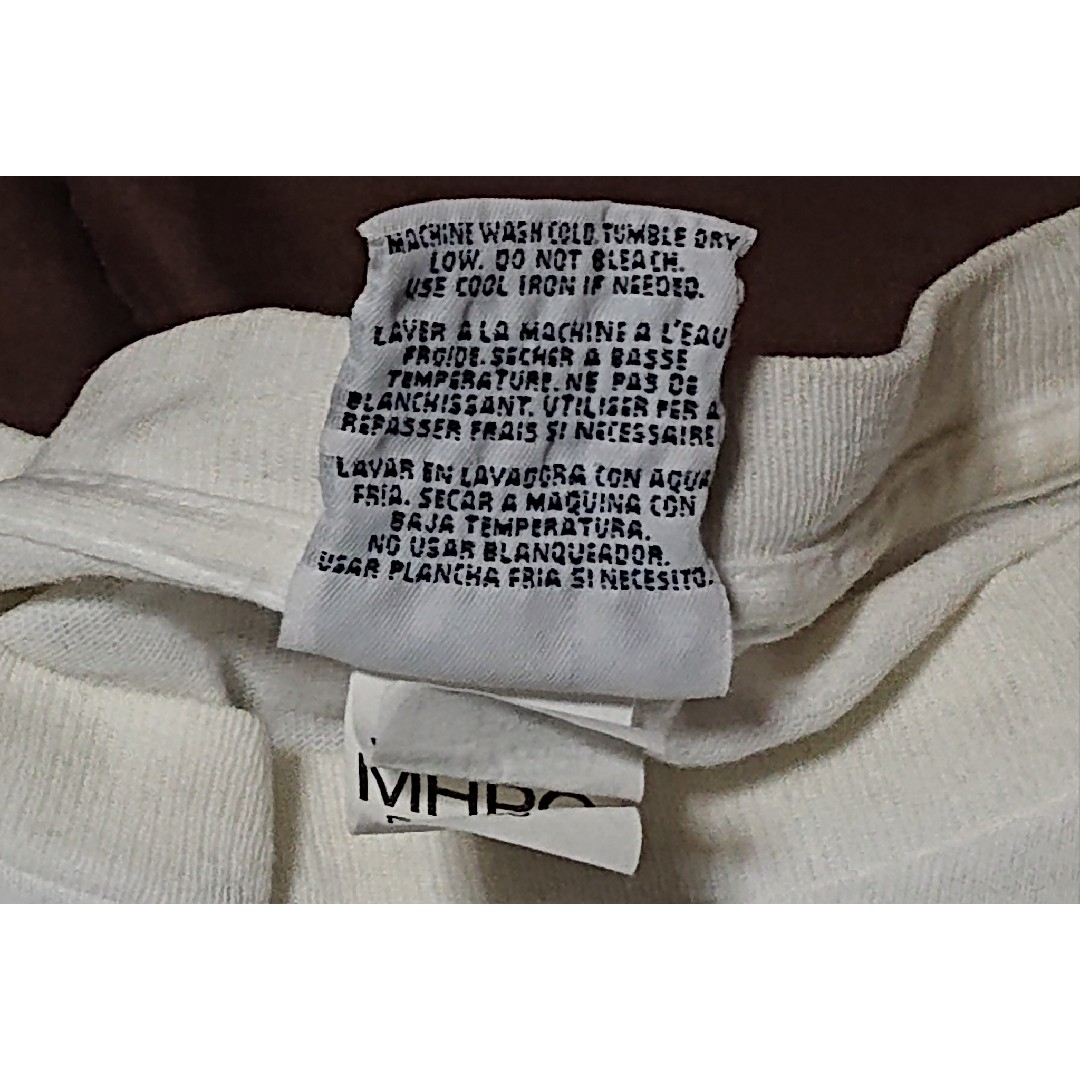 MACHINE WASH COLD TUMBLE DRY
LOW. DO NOT BLEACH.
USE COOL IRON IF NEEDED.
LAVER A LA MACHINE A L'EAU
FROIDE. SECHER A BASSE
TEMPERATURE. NE PAS DE
BLANCHISSANT. UTILISER FER A
REPASSER FRAIS SI NECESSAIRE
LAVAR EN LAVADORA CON AQUA
FRIA. SECAR A MAQUINA CON
BAJA TEMPERATURA.
NO USAR BLANQUEADOR.
USAR PLANCHA FRIA SI NECESITO.